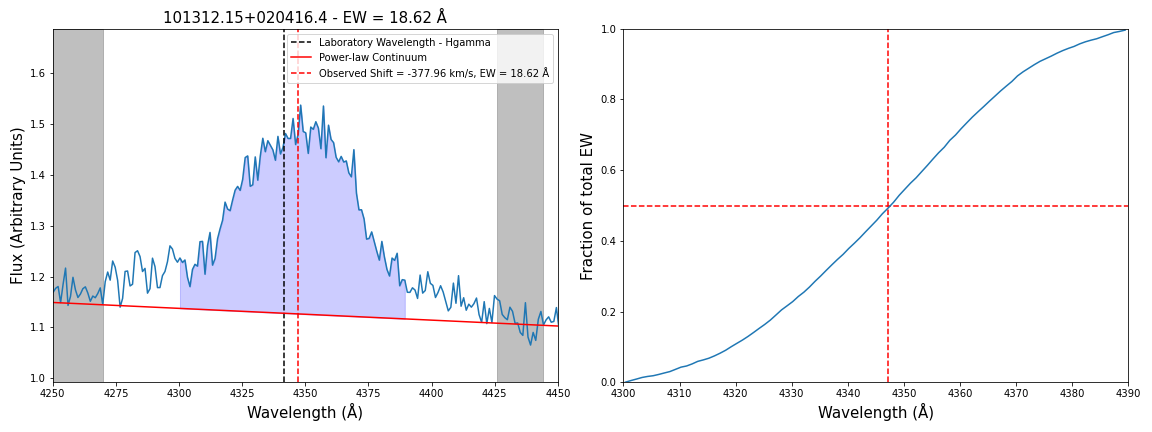 101312.15+020416.4 - EW = 18.62 Å
Laboratory Wavelength - Hgamma
Power-law Continuum
Observed Shift = -377.96 km/s, EW = 18.62 Å
Flux (Arbitrary Units)
1.6
1.5
1.4
1.3
1.2
1.1
1.0
4250 4275 4300 4325 4350 4375 4400 4425 4450
Wavelength (Å)
Fraction of total EW
1.0
0.8
0.6
0.4
0.2
0.0
4300 4310 4320 4330 4340 4350 4360 4370 4380 4390
Wavelength (Å)